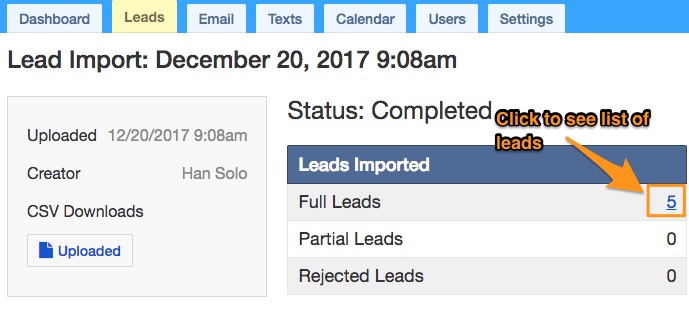 Dashboard Leads Email Texts Calendar Users Settings
Lead Import: December 20, 2017 9:08am
Uploaded 12/20/2017 9:08am
Creator Han Solo
CSV Downloads
Uploaded
Status: Completed
Click to see list of
leads
Leads Imported
Full Leads 5
Partial Leads 0
Rejected Leads 0